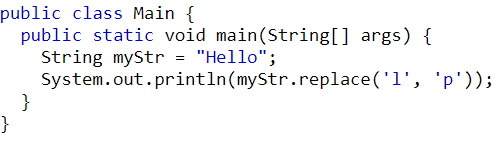 public class Main {
  public static void main(String[] args) {
    String myStr = "Hello";
    System.out.println(myStr.replace('l', 'p'));
  }
}